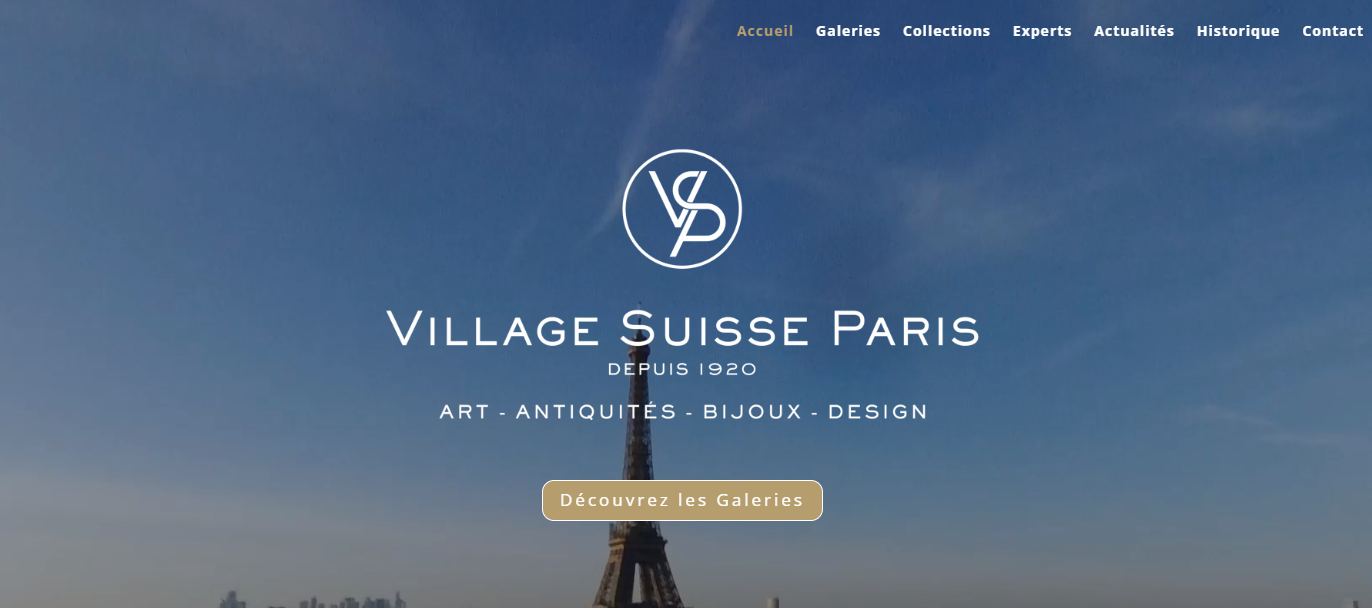 Accueil Galeries Collections Experts Actualités Historique Contact
VSP
VILLAGE SUISSE PARIS
DEPUIS 1920
ART - ANTIQUITÉS - BIJOUX - DESIGN
Découvrez les Galeries